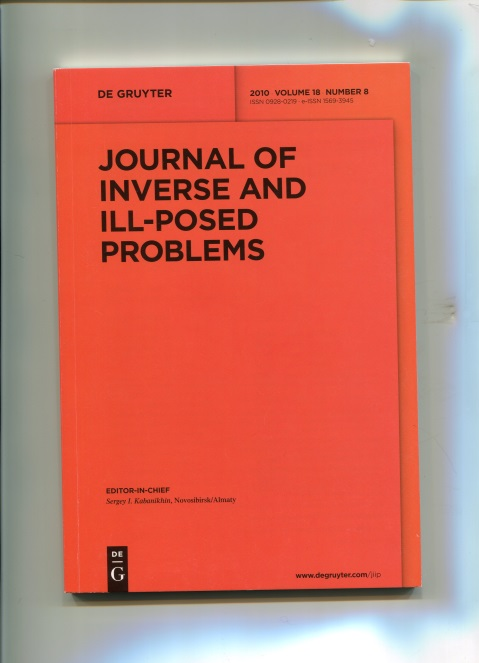 DE GRUYTER
2010 · VOLUME 18 · NUMBER 8
ISSN 0928-0219 · e-ISSN 1569-3945
JOURNAL OF
INVERSE AND
ILL-POSED
PROBLEMS
EDITOR-IN-CHIEF
Sergey I. Kabanikhin, Novosibirsk/Almaty
DE
G
www.degruyter.com/jiip